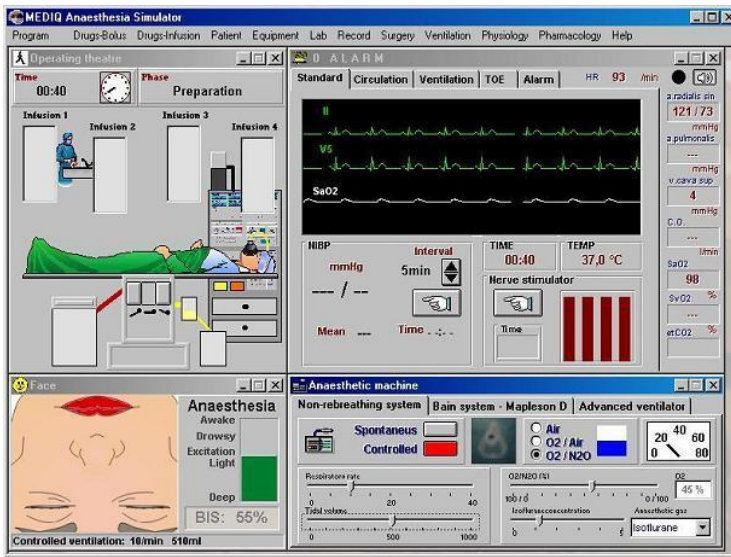 MEDIQ Anaesthesia Simulator
Program Drugs-Bolus Drugs-Infusion Patient Equipment Lab Record Surgery Ventilation Physiology Pharmacology Help
Operating theatre
Time
00:40
Phase
Preparation
Infusion 1
Infusion 2
Infusion 3
Infusion 4
0 ALARM
Standard Circulation Ventilation TOE Alarm HR 93 /min
II
V5
SaO2
a.radialis sin
121 / 73
mmHg
a.pulmonalis
---
mmHg
v.cava sup
4
mmHg
C.O.
---
l/min
SaO2
98
SvO2 %
---
etCO2 %
NIBP
mmHg
--- / --
Mean ---
Interval
5min
Time - -:- -
TIME
00:40
TEMP
37,0 °C
Nerve stimulator
Time
Face
Anaesthesia
Awake
Drowsy
Excitation
Light
Deep
BIS: 55%
Controlled ventilation: 10/min 510ml
Anaesthetic machine
Non-rebreathing system Bain system - Mapleson D Advanced ventilator
Spontaneus
Controlled
Air
O2 / Air
O2 / N2O
0 20 40 60 80
Respiratory rate
0 20 40
Tidal volume
0 500 1000
O2/N2O (%)
100 / 0 0 / 100
O2
45 %
Isofluraneconcentration
0 5
Anaesthetic gas
Isoflurane